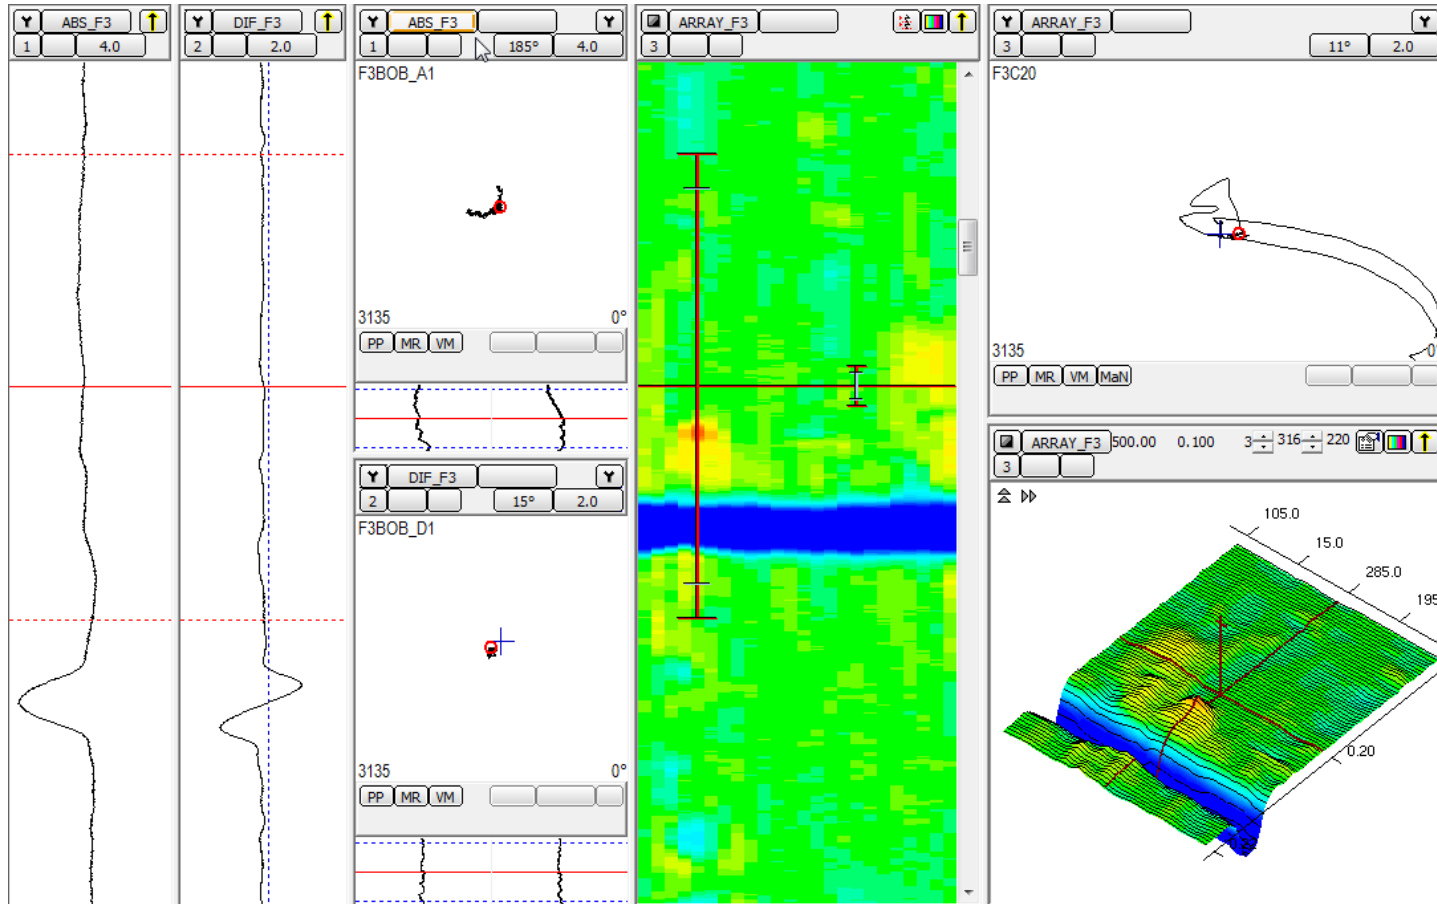 Y ABS_F3
1 4.0
Y DIF_F3
2 2.0
Y ABS_F3 Y
1 185° 4.0
F3BOB_A1
3135 0°
PP MR VM
Y DIF_F3 Y
2 15° 2.0
F3BOB_D1
3135 0°
PP MR VM
ARRAY_F3
3
Y ARRAY_F3 Y
3 11° 2.0
F3C20
3135 0°
PP MR VM MaN
ARRAY_F3 500.00 0.100 3 316 220
3
105.0
15.0
285.0
195
0.20